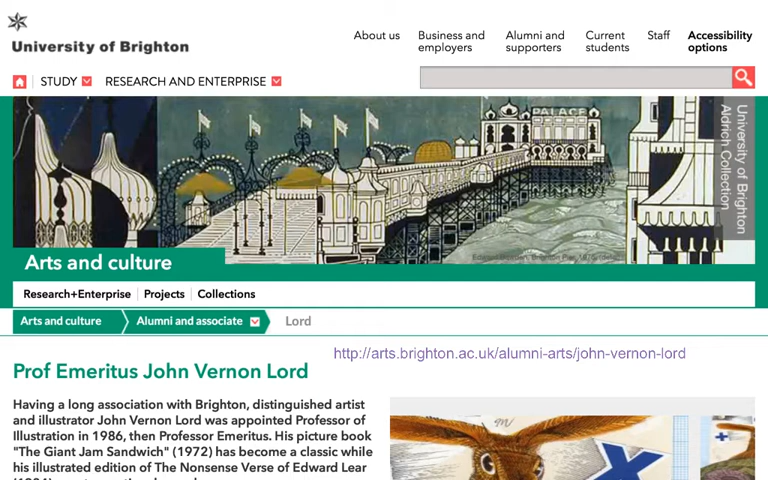 University of Brighton
About us
Business and
employers
Alumni and
supporters
Current
students
Staff
Accessibility
options
STUDY
RESEARCH AND ENTERPRISE
PALACE
University of Brighton
Aldrich Collection
Arts and culture
Research+Enterprise
Projects
Collections
Arts and culture
Alumni and associate
Lord
http://arts.brighton.ac.uk/alumni-arts/john-vernon-lord
Prof Emeritus John Vernon Lord
Having a long association with Brighton, distinguished artist
and illustrator John Vernon Lord was appointed Professor of
Illustration in 1986, then Professor Emeritus. His picture book
"The Giant Jam Sandwich" (1972) has become a classic while
his illustrated edition of The Nonsense Verse of Edward Lear